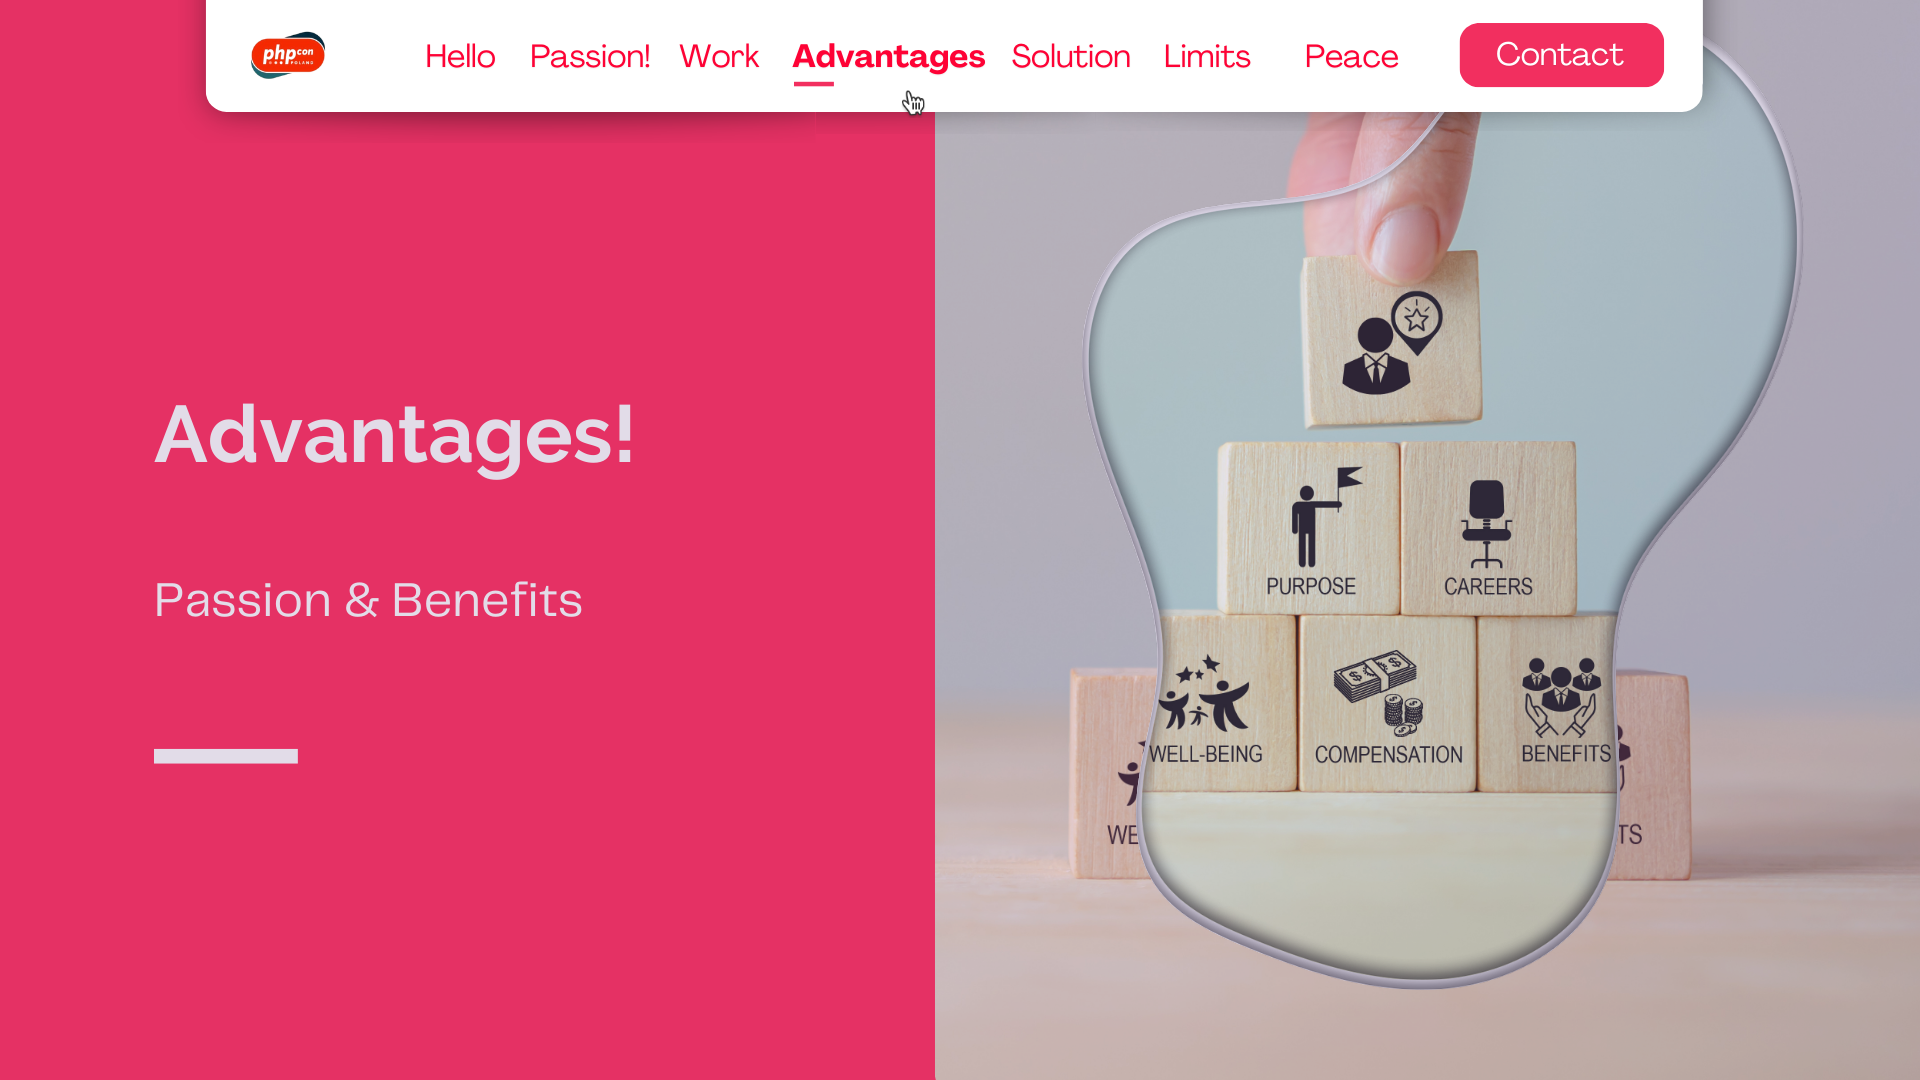 phpcon
POLAND
Hello Passion! Work Advantages Solution Limits Peace Contact
Advantages!
Passion & Benefits
PURPOSE CAREERS
WELL-BEING COMPENSATION BENEFITS
WE TS